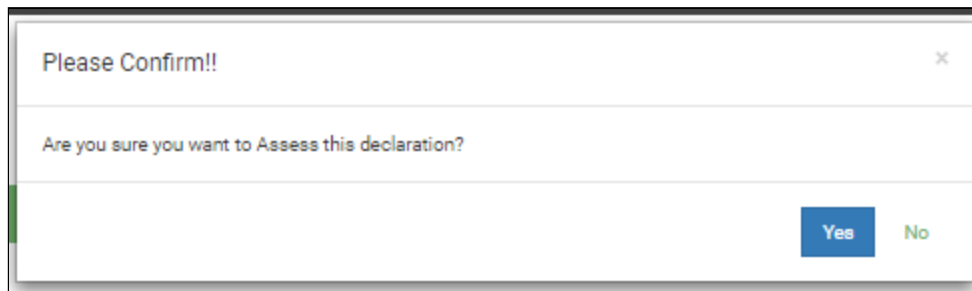 Please Confirm!!
×
Are you sure you want to Assess this declaration?
Yes No